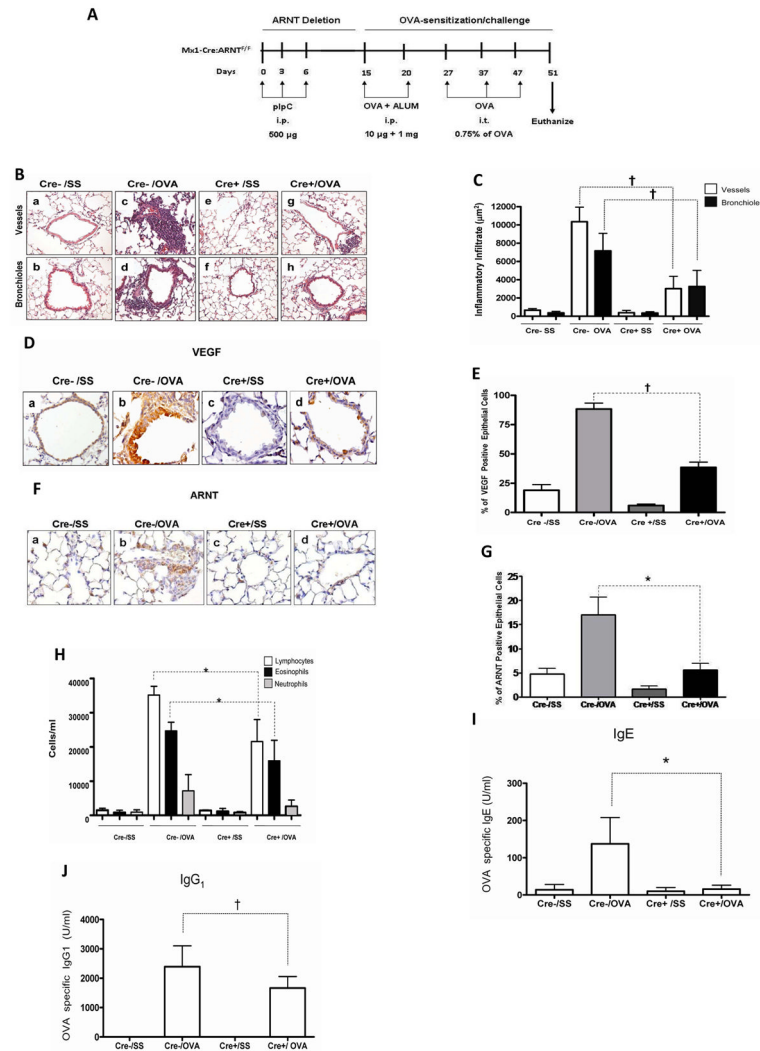 A
ARNT Deletion
OVA-sensitization/challenge
Mx1-Cre:ARNTF/F
Days
0 3 6 15 20 27 37 47 51
pIpC OVA + ALUM OVA Euthanize
i.p. i.p. i.t.
500 µg 10 µg + 1 mg 0.75% of OVA
B
Cre- /SS Cre-/OVA Cre+/SS Cre+/OVA
Vessels
a c e g
Bronchioles
b d f h
C
† †
Vessels
Bronchiole
Inflammatory Infiltrate (µm2)
12000
10000
8000
6000
4000
2000
0
Cre- SS Cre- OVA Cre+ SS Cre+ OVA
D
VEGF
Cre- /SS Cre-/OVA Cre+/SS Cre+/OVA
a b c d
E
†
% of VEGF Positive Epithelial Cells
100
75
50
25
0
Cre -/SS Cre-/OVA Cre +/SS Cre+/OVA
F
ARNT
Cre-/SS Cre-/OVA Cre+/SS Cre+/OVA
a b c d
G
*
% of ARNT Positive Epithelial Cells
25
20
15
10
5
0
Cre-/SS Cre-/OVA Cre+/SS Cre+/OVA
H
* *
Lymphocytes
Eosinophils
Neutrophils
Cells/ml
40000
30000
20000
10000
0
Cre-/SS Cre-/OVA Cre+/SS Cre+/OVA
I
IgE
*
OVA specific IgE (U/ml)
300
200
100
0
Cre-/SS Cre-/OVA Cre+ /SS Cre+/OVA
J
IgG1
†
OVA specific IgG1 (U/ml)
4000
3000
2000
1000
0
Cre-/SS Cre-/OVA Cre+/SS Cre+/ OVA